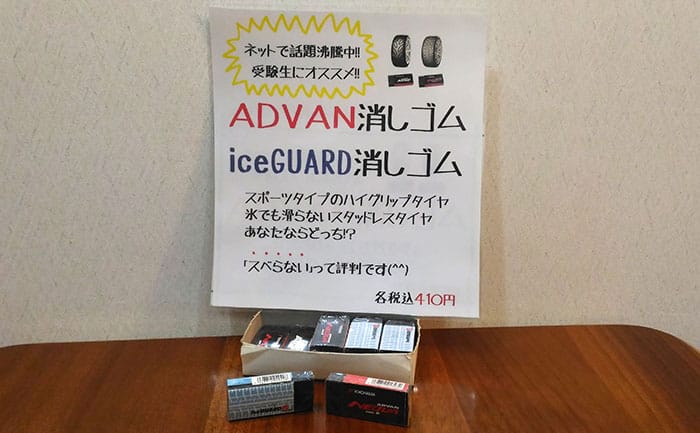 ネットで話題沸騰中!!
受験生にオススメ!!
ADVAN消しゴム
iceGUARD消しゴム
スポーツタイプのハイグリップタイヤ
氷でも滑らないスタッドレスタイヤ
あなたならどっち!?
「スベらない」って評判です(^^)
各税込410円
YOKOHAMA
ADVAN
NEOVA